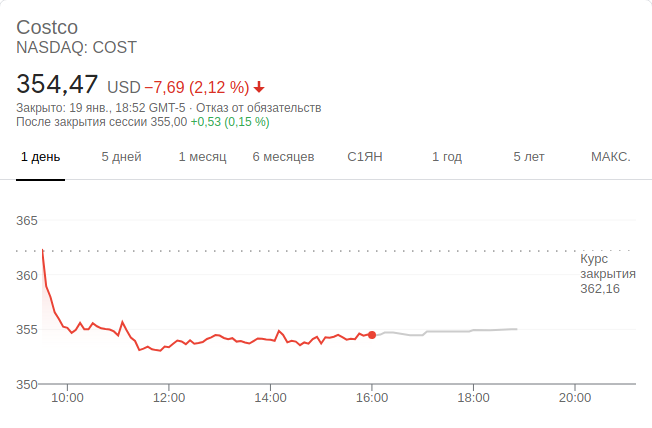 Costco
NASDAQ: COST
354,47 USD −7,69 (2,12 %)
Закрыто: 19 янв., 18:52 GMT-5 · Отказ от обязательств
После закрытия сессии 355,00 +0,53 (0,15 %)
1 день 5 дней 1 месяц 6 месяцев С1ЯН 1 год 5 лет МАКС.
365
Курс
закрытия
362,16
360
355
350
10:00 12:00 14:00 16:00 18:00 20:00